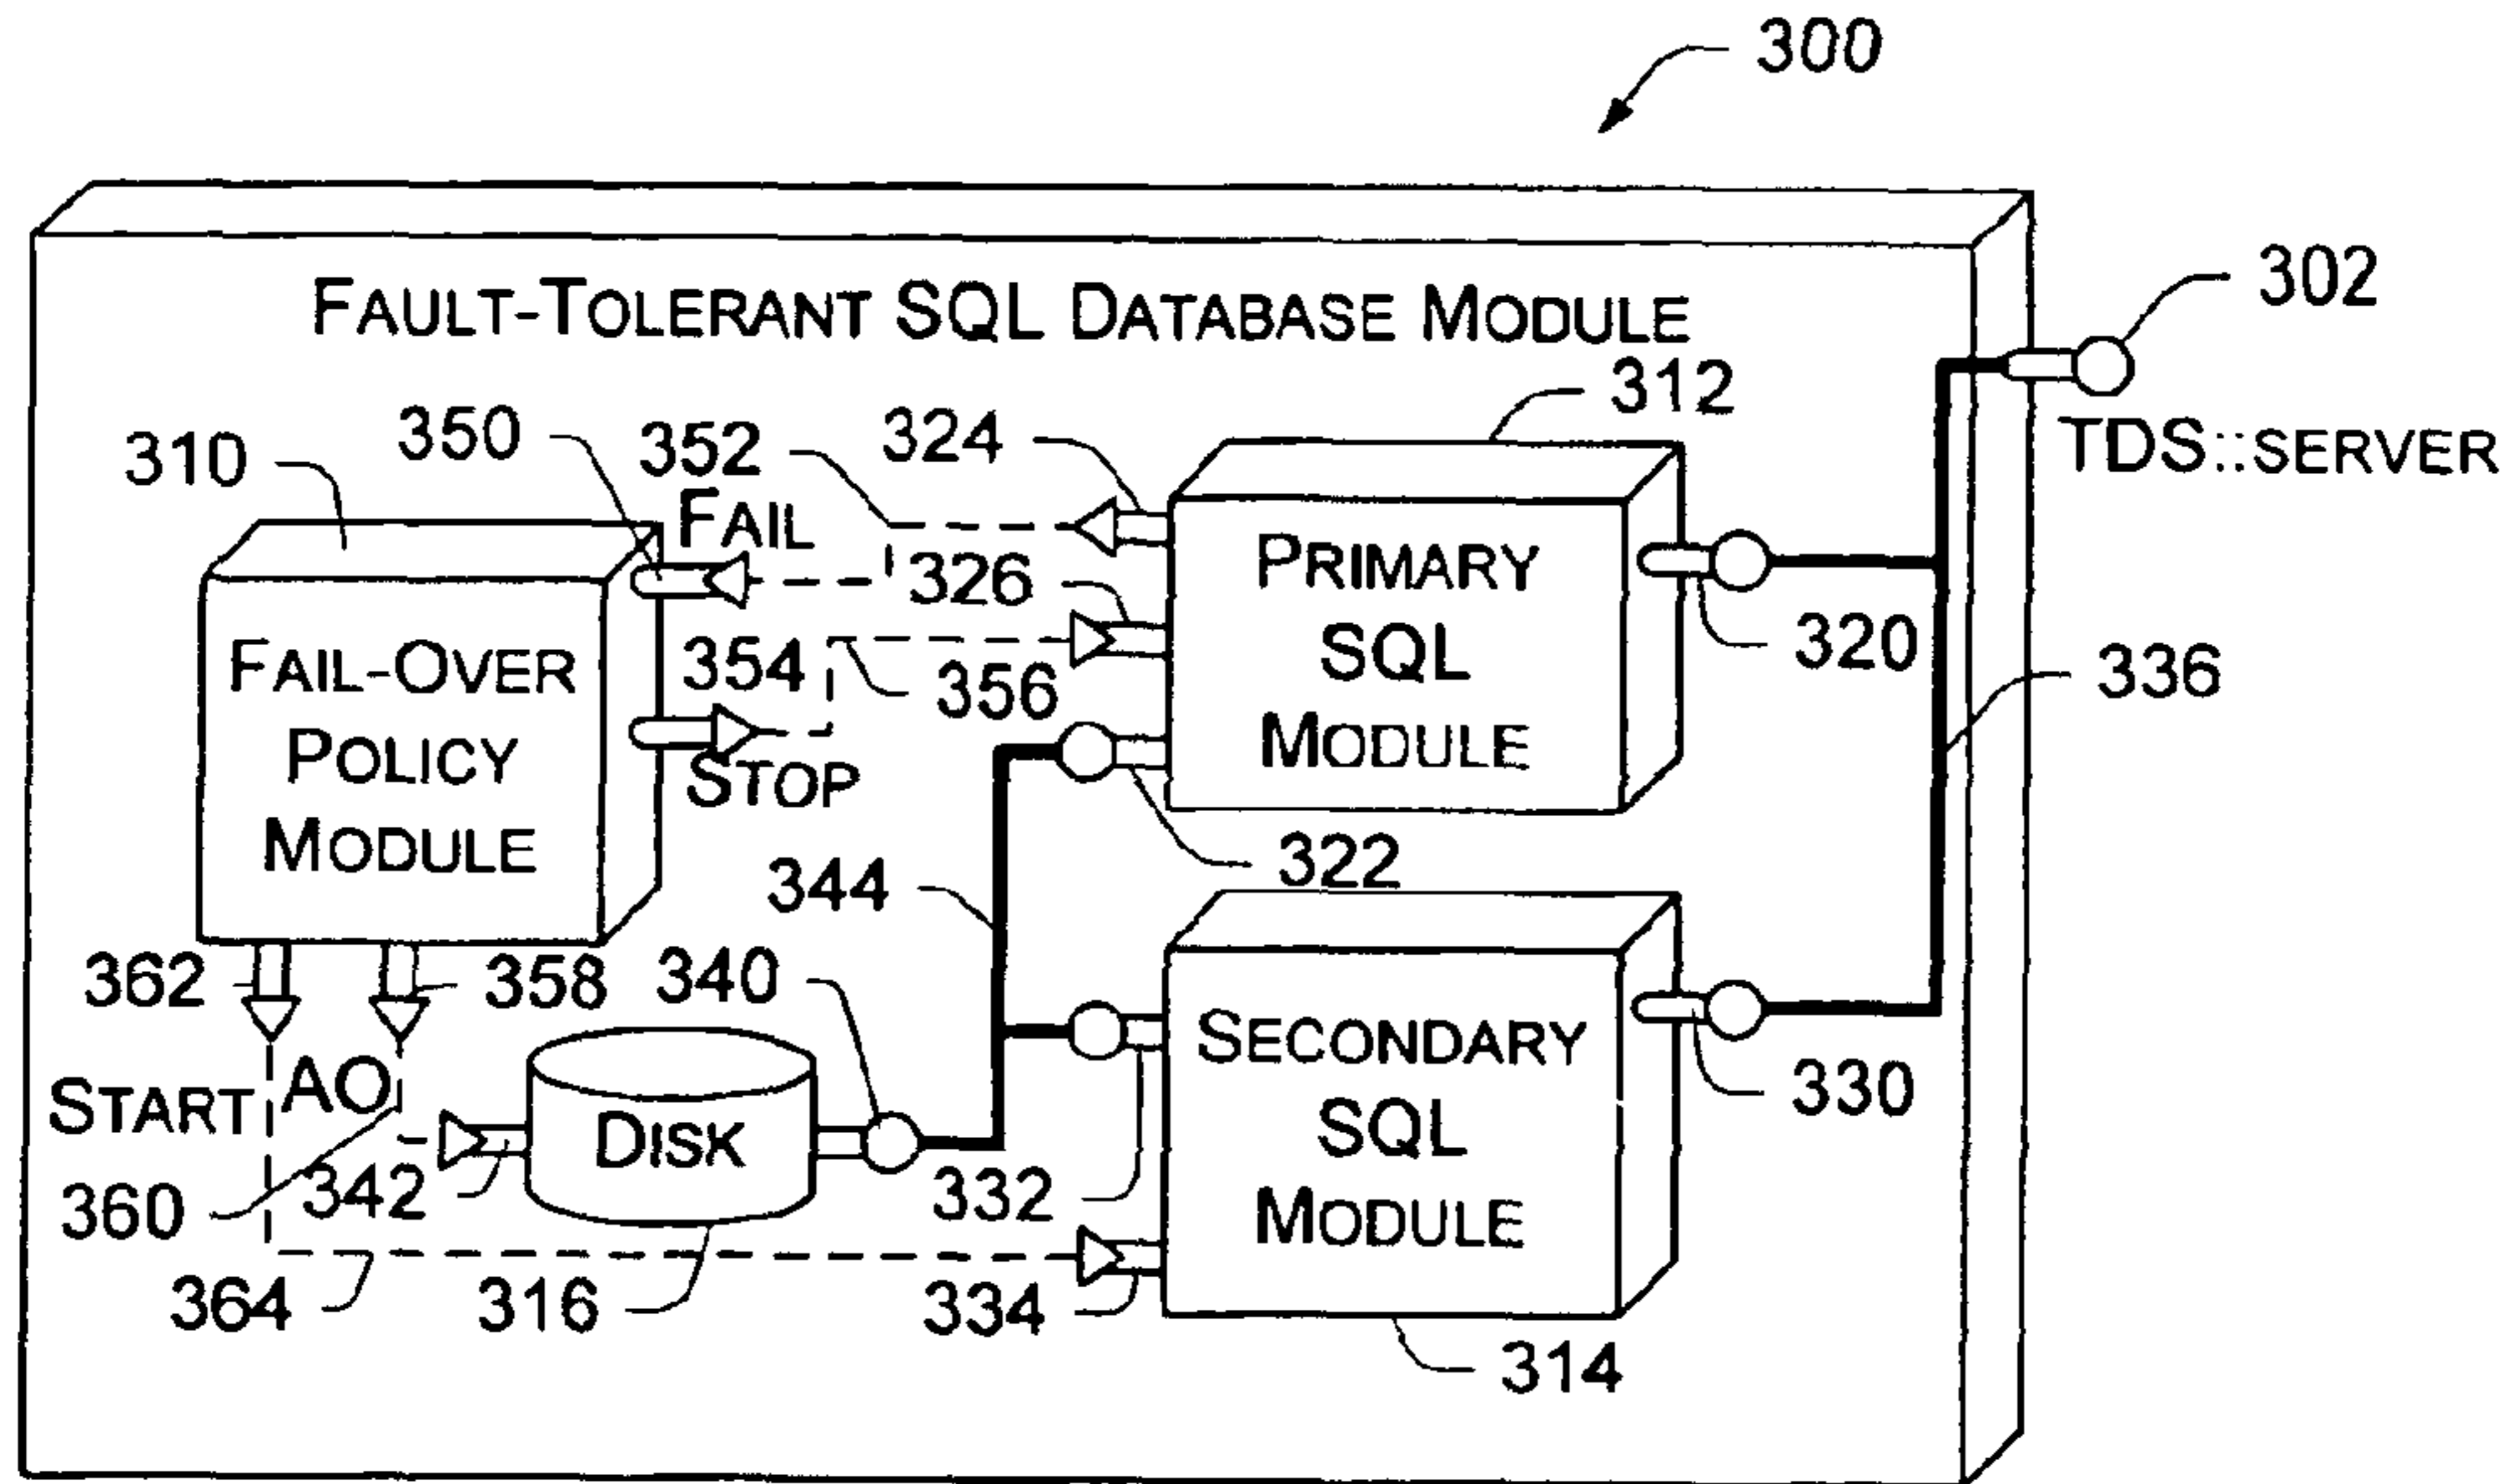 300
FAULT-TOLERANT SQL DATABASE MODULE
302
TDS::SERVER
312
350
352
324
310
FAIL
326
PRIMARY
SQL
MODULE
320
FAIL-OVER
POLICY
MODULE
354
356
336
STOP
322
344
362
358
340
SECONDARY
SQL
MODULE
330
START
AO
DISK
342
332
360
364
316
334
314